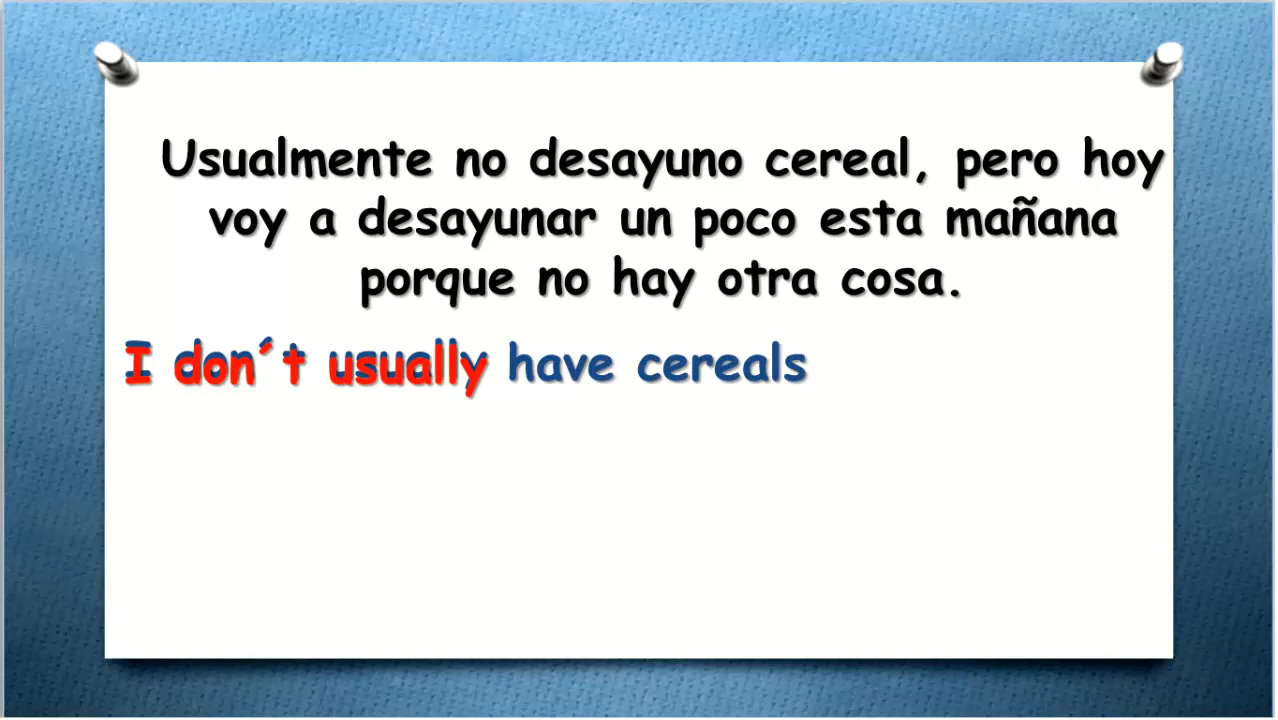 Usualmente no desayuno cereal, pero hoy
voy a desayunar un poco esta mañana
porque no hay otra cosa.
I don´t usually have cereals